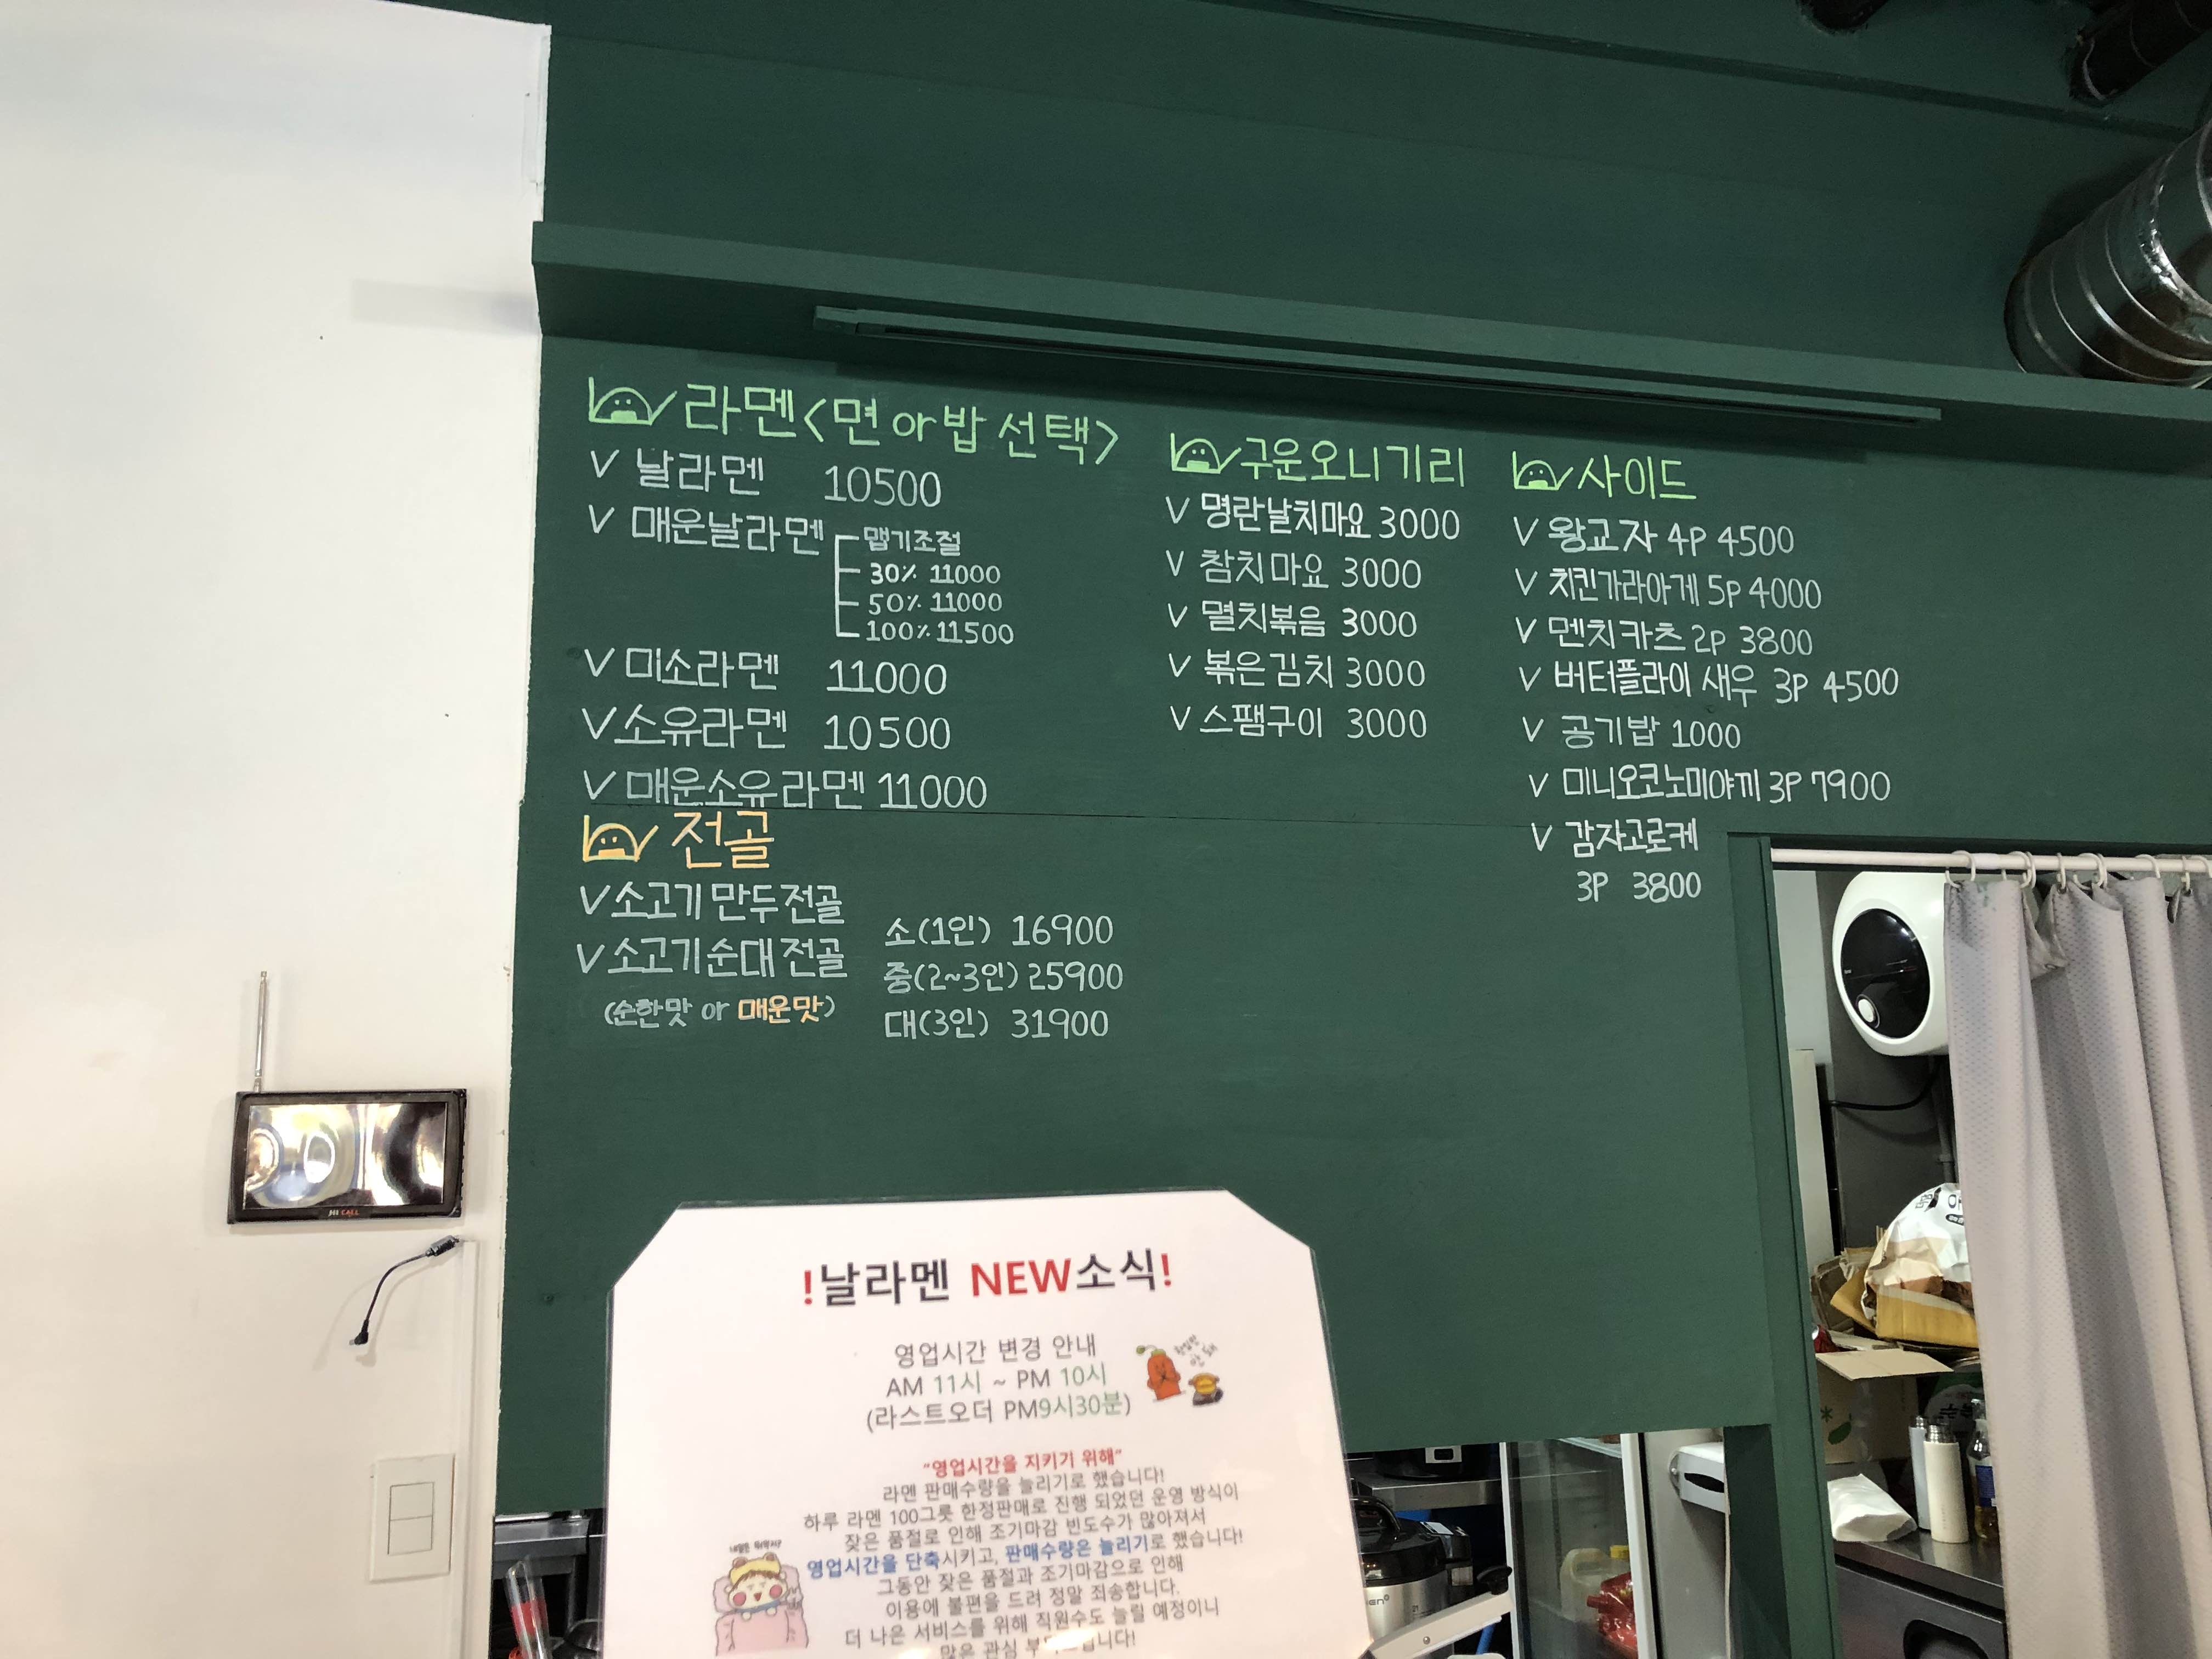 라멘<면 or 밥 선택>
V 날라멘 10500
V 매운날라멘
맵기조절
30% 11000
50% 11000
100% 11500
V 미소라멘 11000
V 소유라멘 10500
V 매운소유라멘 11000
전골
V 소고기만두전골
V 소고기순대전골
(순한맛 or 매운맛)
소(1인) 16900
중(2~3인) 25900
대(3인) 31900
구운오니기리
V 명란날치마요 3000
V 참치마요 3000
V 멸치볶음 3000
V 볶은김치 3000
V 스팸구이 3000
사이드
V 왕교자 4P 4500
V 치킨가라아게 5P 4000
V 멘치카츠 2P 3800
V 버터플라이 새우 3P 4500
V 공기밥 1000
V 미니오코노미야끼 3P 7900
V 감자고로케
3P 3800
!날라멘 NEW소식!
영업시간 변경 안내
AM 11시 ~ PM 10시
(라스트오더 PM9시30분)
"영업시간을 지키기 위해"
라멘 판매수량을 늘리기로 했습니다!
하루 라멘 100그릇 한정판매로 진행 되었던 운영 방식이
잦은 품절로 인해 조기마감 빈도수가 많아져서
영업시간을 단축시키고, 판매수량은 늘리기로 했습니다!
그동안 잦은 품절과 조기마감으로 인해
이용에 불편을 드려 정말 죄송합니다.
더 나은 서비스를 위해 직원수도 늘릴 예정이니
많은 관심
CALL